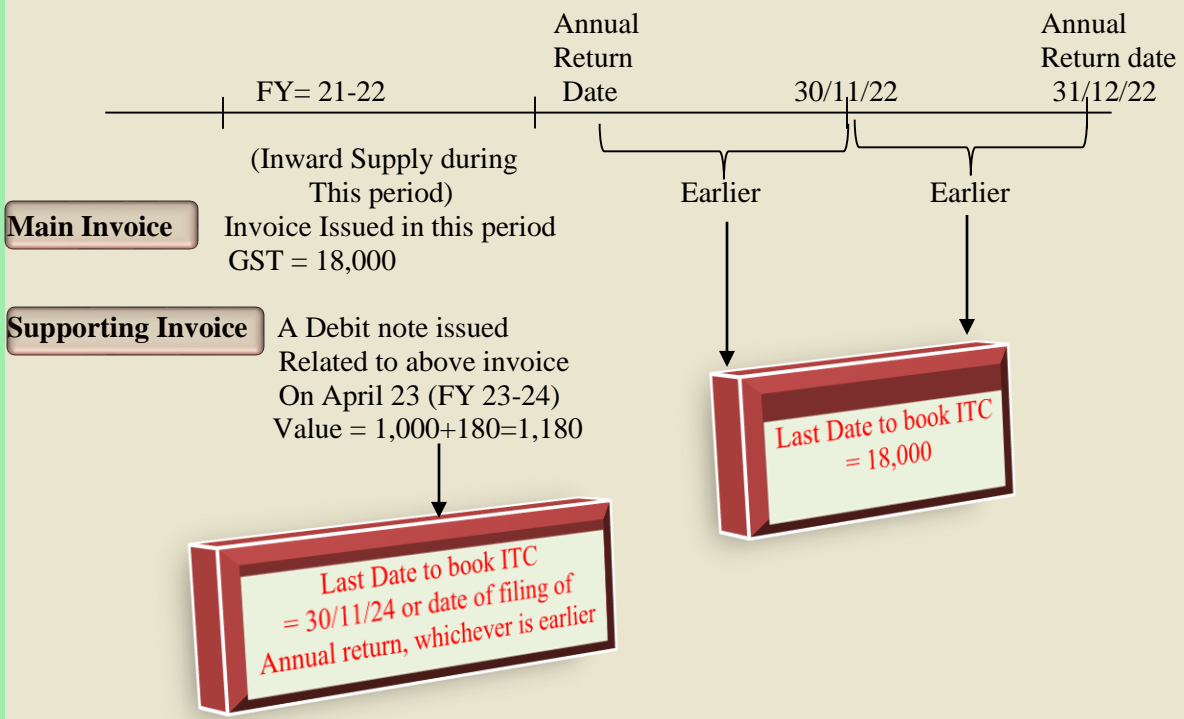 Annual
Return
Date
Annual
Return date
FY= 21-22
30/11/22
31/12/22
(Inward Supply during
This period)
Earlier
Earlier
Main Invoice
Invoice Issued in this period
GST = 18,000
Supporting Invoice
A Debit note issued
Related to above invoice
On April 23 (FY 23-24)
Value = 1,000+180=1,180
Last Date to book ITC
= 18,000
Last Date to book ITC
= 30/11/24 or date of filing of
Annual return, whichever is earlier